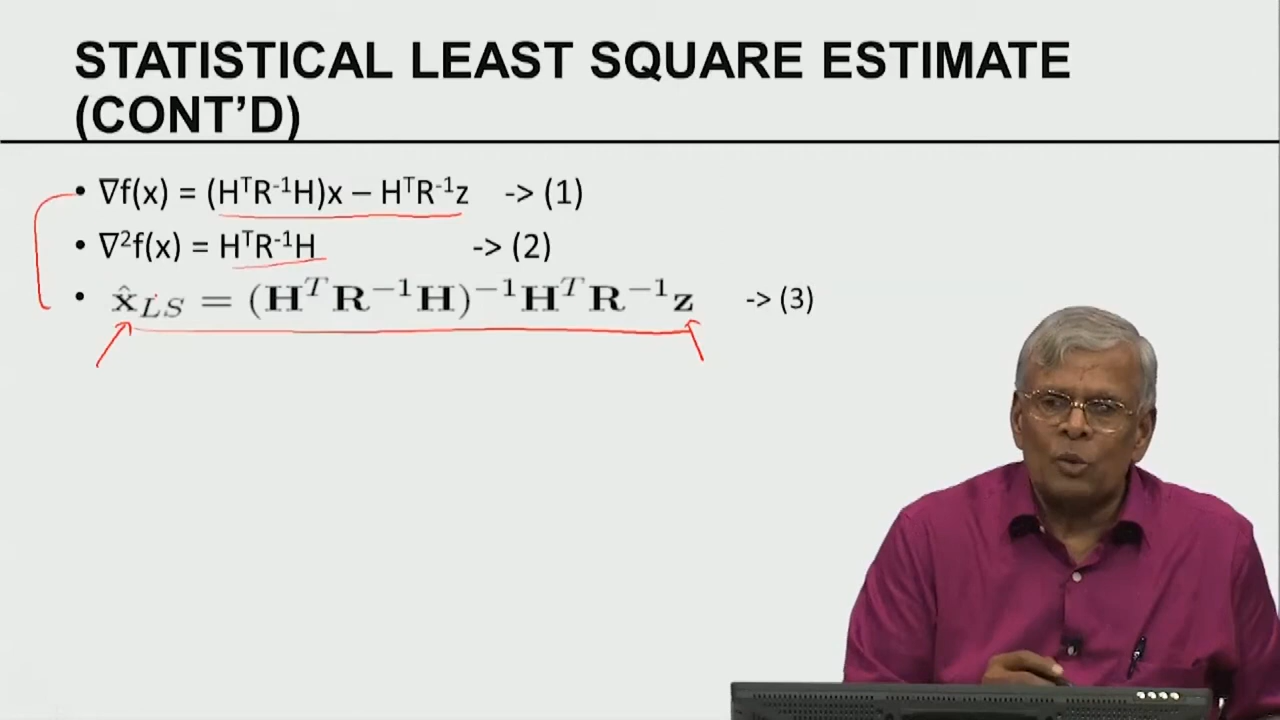 STATISTICAL LEAST SQUARE ESTIMATE
(CONT’D)
• ∇f(x) = (HᵀR⁻¹H)x – HᵀR⁻¹z -> (1)
• ∇²f(x) = HᵀR⁻¹H -> (2)
• x̂_LS = (HᵀR⁻¹H)⁻¹HᵀR⁻¹z -> (3)